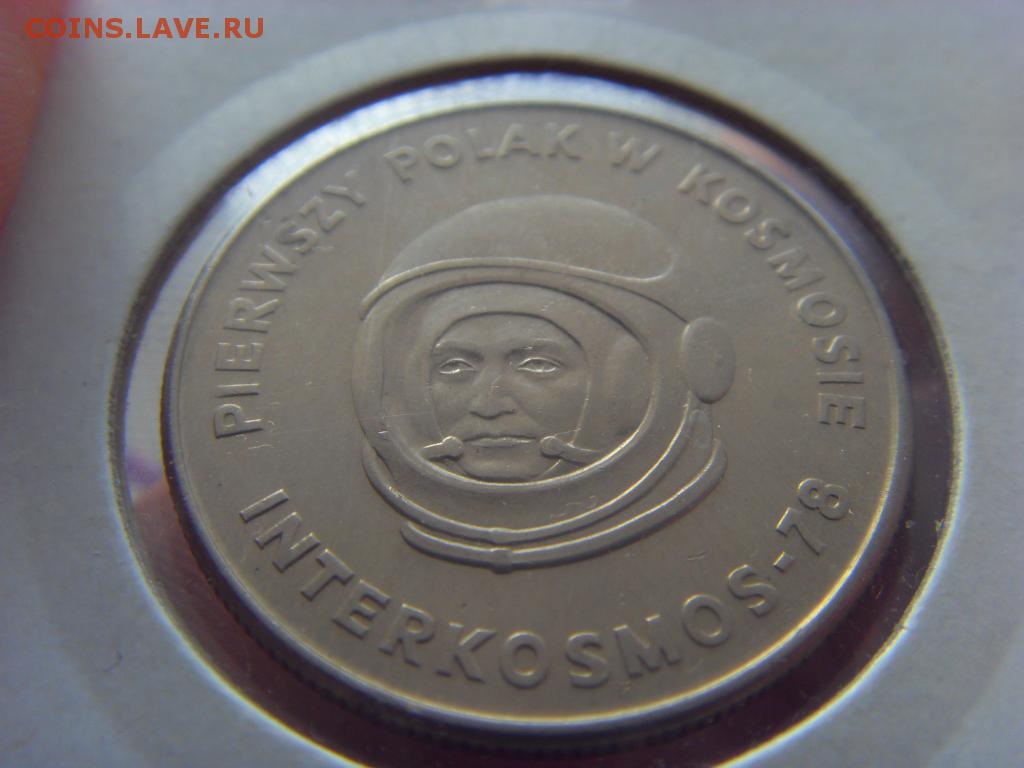 COINS.LAVE.RU
PIERWSZY POLAK W KOSMOSIE
INTERKOSMOS-78